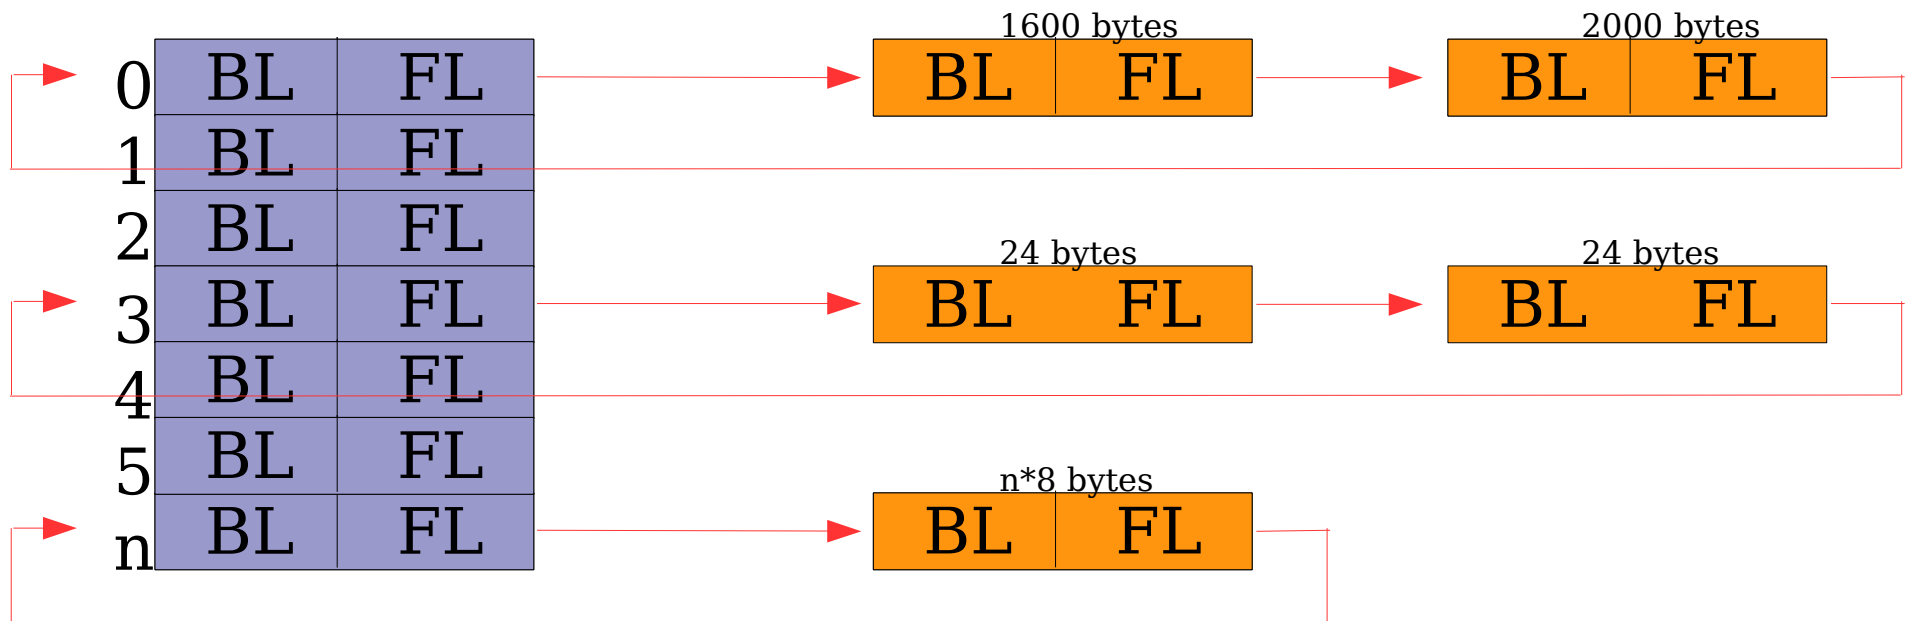 1600 bytes 2000 bytes
0 BL FL BL FL BL FL
1 BL FL
2 BL FL
24 bytes 24 bytes
3 BL FL BL FL BL FL
4 BL FL
5 BL FL
n*8 bytes
n BL FL BL FL